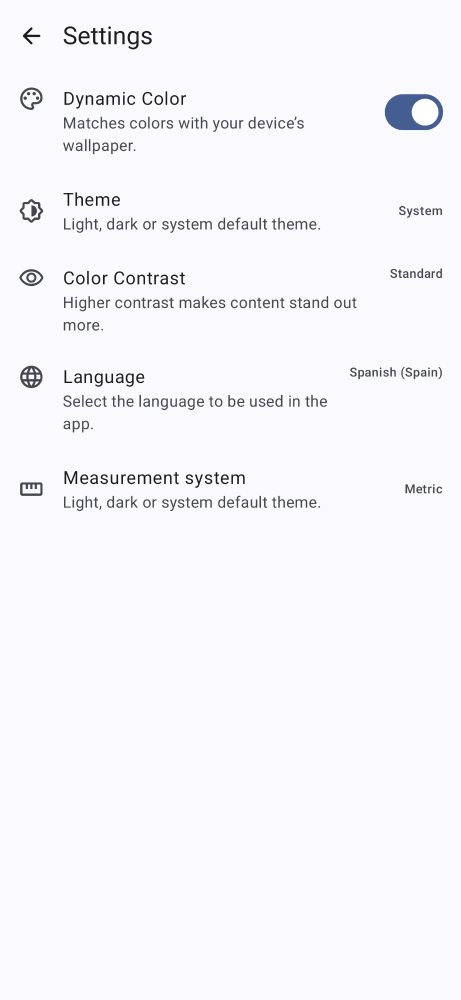 Settings
Dynamic Color
Matches colors with your device’s
wallpaper.
Theme
Light, dark or system default theme.
System
Color Contrast
Higher contrast makes content stand out
more.
Standard
Language
Select the language to be used in the
app.
Spanish (Spain)
Measurement system
Light, dark or system default theme.
Metric